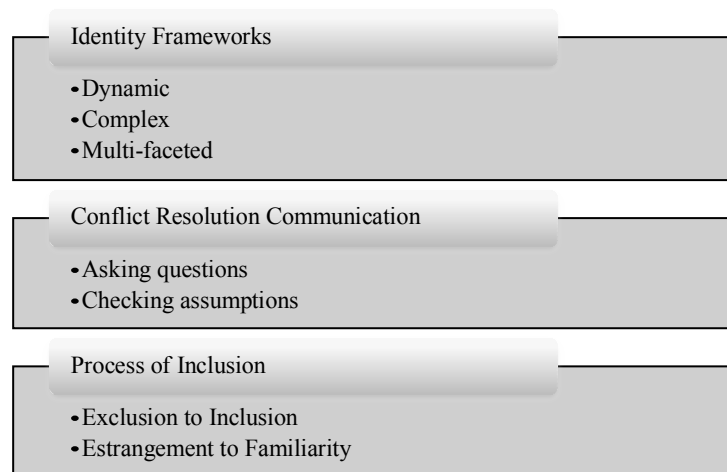 Identity Frameworks
•Dynamic
•Complex
•Multi-faceted
Conflict Resolution Communication
•Asking questions
•Checking assumptions
Process of Inclusion
•Exclusion to Inclusion
•Estrangement to Familiarity